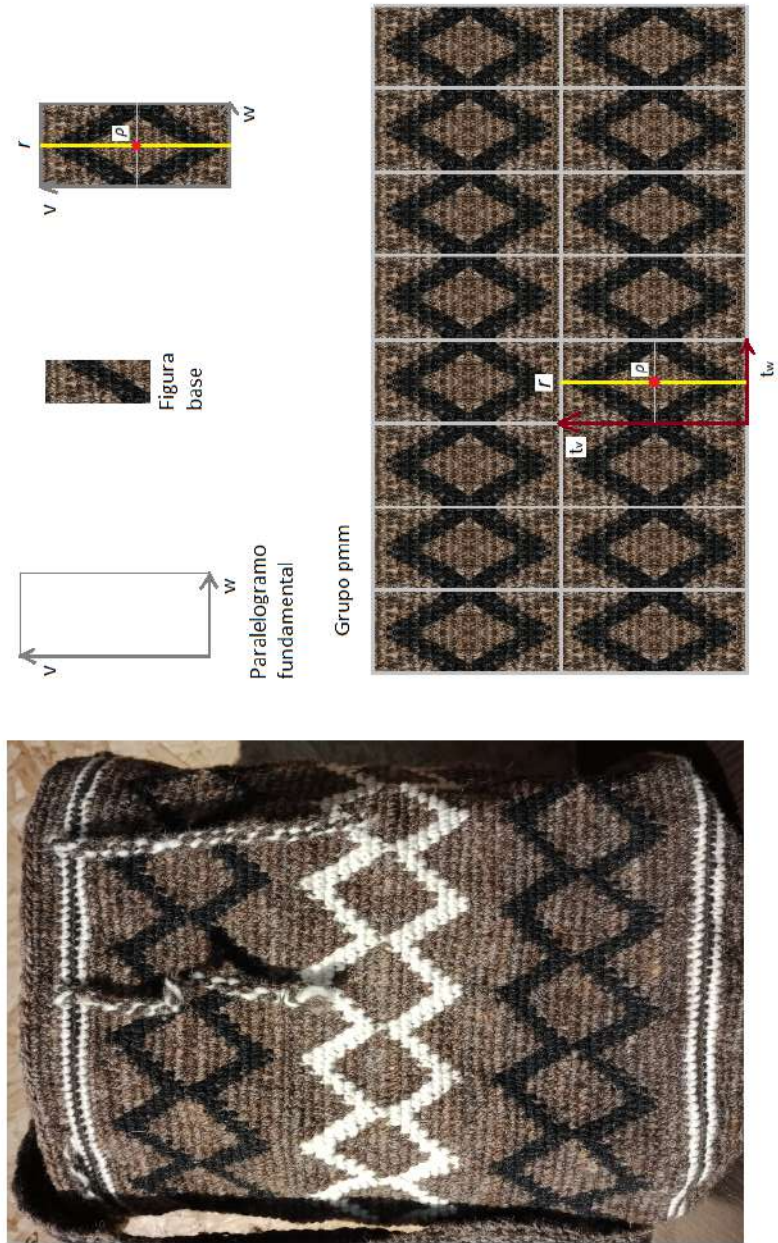 v
w
Paralelogramo
fundamental
Figura
base
r
v
ρ
w
Grupo pmm
r
tv
ρ
tw